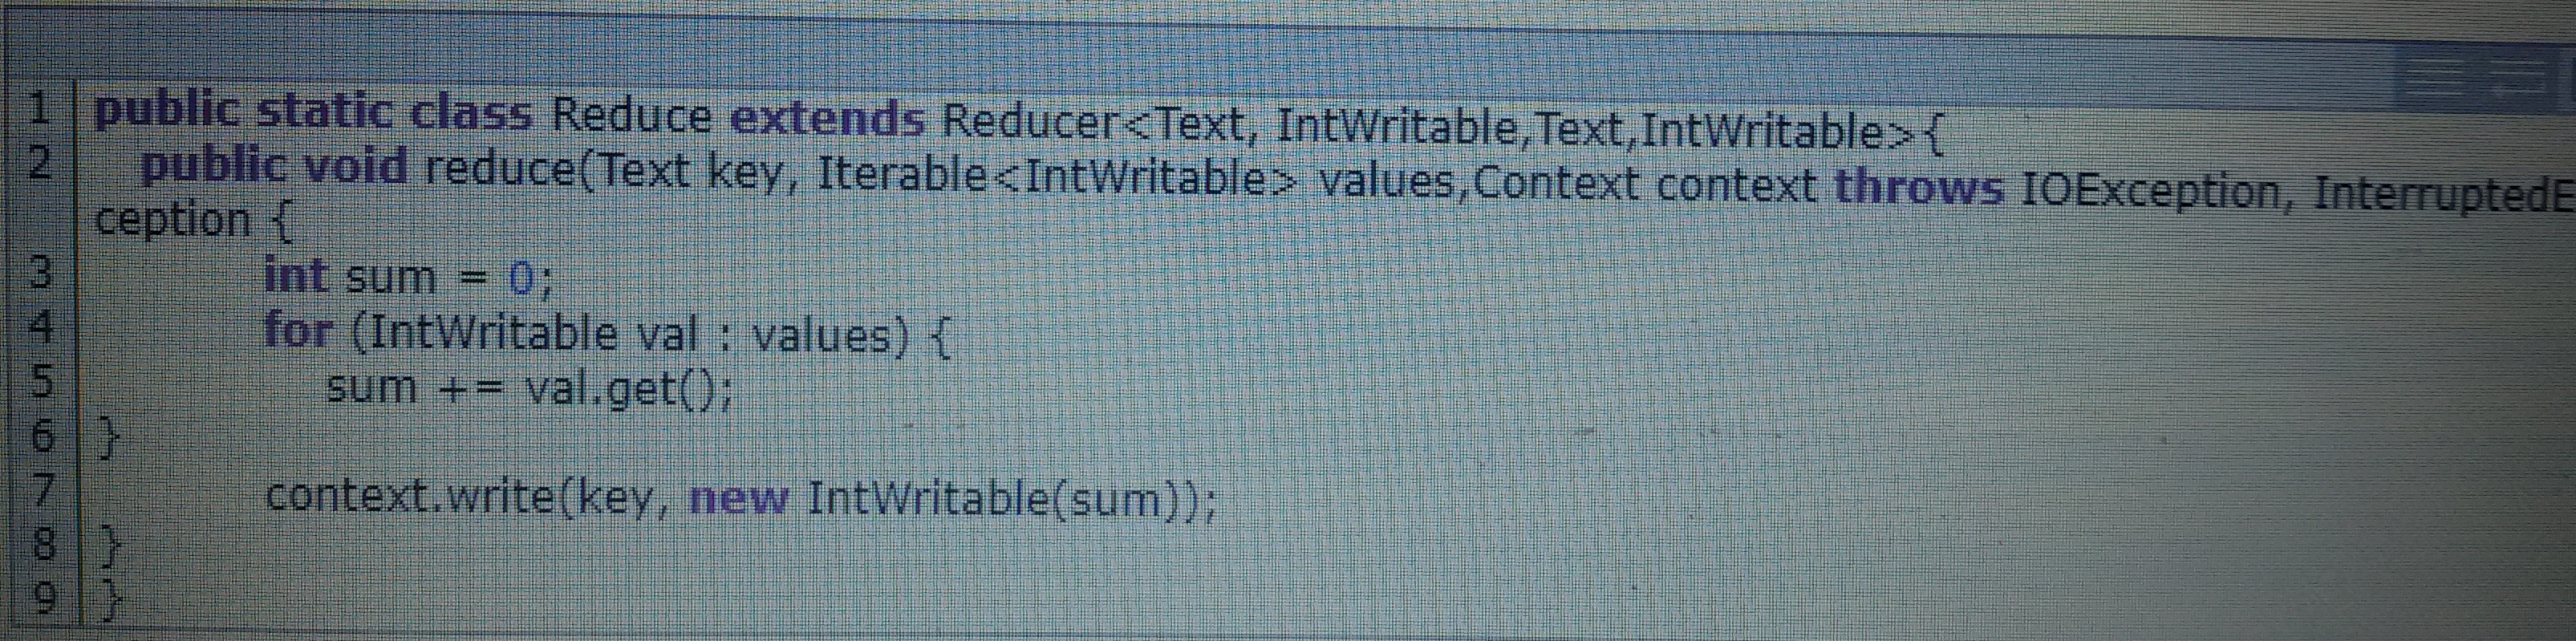 1 public static class Reduce extends Reducer<Text, IntWritable,Text,IntWritable>{
2 public void reduce(Text key, Iterable<IntWritable> values,Context context throws IOException, InterruptedE
ception {
3 int sum = 0;
4 for (IntWritable val : values) {
5 sum += val.get();
6 }
7 context.write(key, new IntWritable(sum));
8 }
9 }